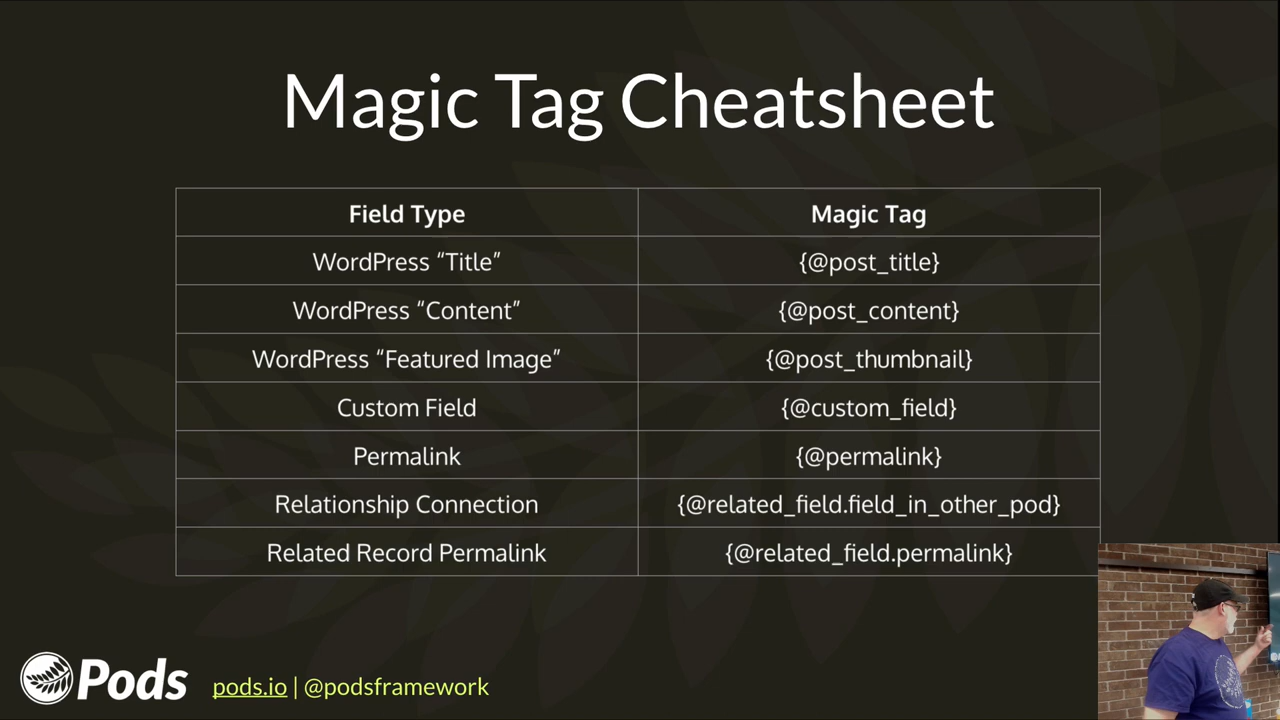 Magic Tag Cheatsheet
Field Type Magic Tag
WordPress “Title” {@post_title}
WordPress “Content” {@post_content}
WordPress “Featured Image” {@post_thumbnail}
Custom Field {@custom_field}
Permalink {@permalink}
Relationship Connection {@related_field.field_in_other_pod}
Related Record Permalink {@related_field.permalink}
Pods pods.io | @podsframework